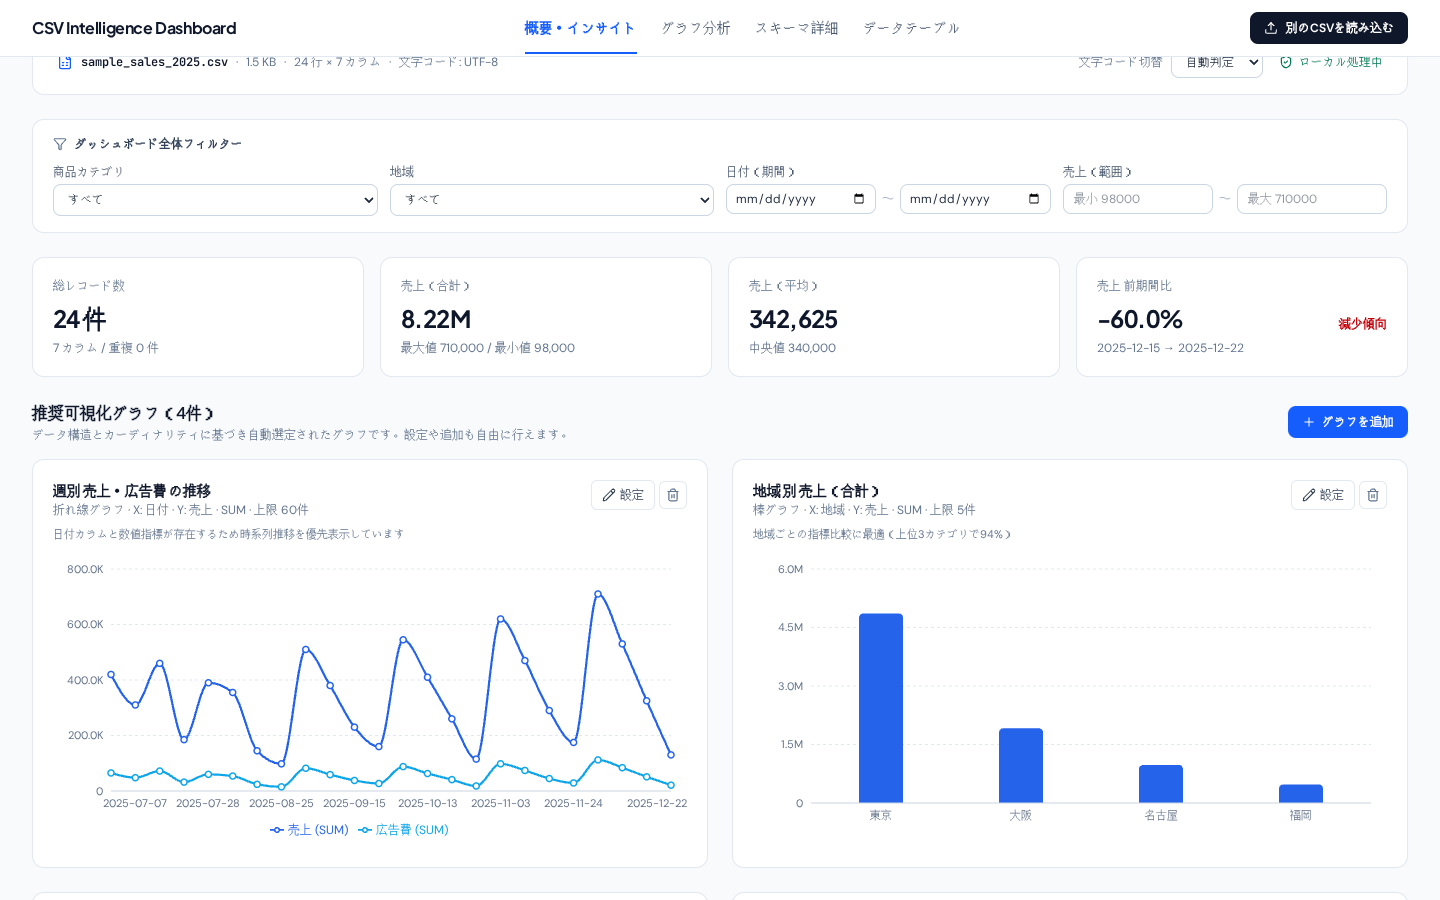 CSV Intelligence Dashboard
概要・インサイト
グラフ分析
スキーマ詳細
データテーブル
別のCSVを読み込む
sample_sales_2025.csv · 1.5 KB · 24 行 × 7 カラム · 文字コード: UTF-8
文字コード切替
自動判定
ローカル処理中
ダッシュボード全体フィルター
商品カテゴリ
すべて
地域
すべて
日付（期間）
mm/dd/yyyy 〜 mm/dd/yyyy
売上（範囲）
最小 98000 〜 最大 710000
総レコード数
24件
7 カラム / 重複 0 件
売上（合計）
8.22M
最大値 710,000 / 最小値 98,000
売上（平均）
342,625
中央値 340,000
売上 前期間比
-60.0%
減少傾向
2025-12-15 → 2025-12-22
推奨可視化グラフ（4件）
データ構造とカーディナリティに基づき自動選定されたグラフです。設定や追加も自由に行えます。
グラフを追加
週別売上・広告費の推移
折れ線グラフ · X: 日付 · Y: 売上 · SUM · 上限 60件
設定
日付カラムと数値指標が存在するため時系列推移を優先表示しています
800.0K
600.0K
400.0K
200.0K
0
2025-07-07 2025-07-28 2025-08-25 2025-09-15 2025-10-13 2025-11-03 2025-11-24 2025-12-22
売上 (SUM) 広告費 (SUM)
地域別売上（合計）
棒グラフ · X: 地域 · Y: 売上 · SUM · 上限 5件
設定
地域ごとの指標比較に最適（上位3カテゴリで94%）
6.0M
4.5M
3.0M
1.5M
0
東京 大阪 名古屋 福岡